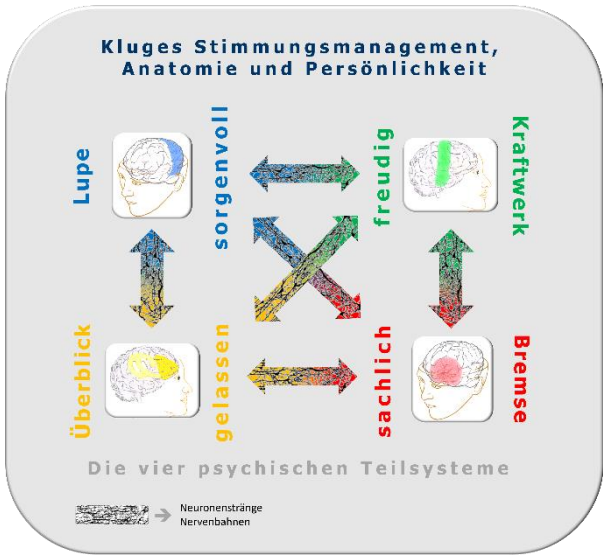 Kluges Stimmungsmanagement,
Anatomie und Persönlichkeit
Lupe
sorgenvoll
freudig
Kraftwerk
Überblick
gelassen
sachlich
Bremse
Die vier psychischen Teilsysteme
Neuronenstränge
Nervenbahnen